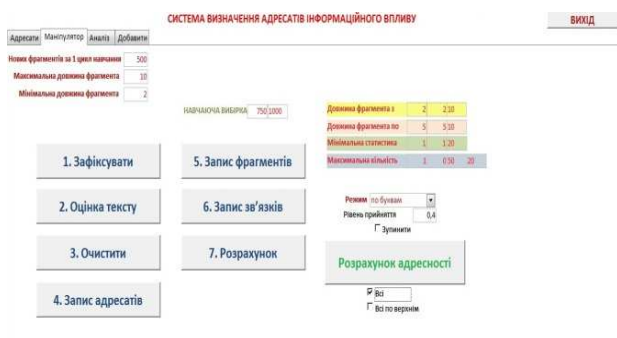 СИСТЕМА ВИЗНАЧЕННЯ АДРЕСАТІВ ІНФОРМАЦІЙНОГО ВПЛИВУ
ВИХІД
Адресати Маніпулятор Аналіз Добавити
Нових фрагментів за 1 цикл навчання 500
Максимальна довжина фрагмента 10
Мінімальна довжина фрагмента 2
НАВЧАЮЧА ВИБІРКА 750 1000
Довжина фрагмента з 2 2 10
Довжина фрагмента по 5 5 10
Мінімальна статистика 1 1 20
Максимальна кількість 1 0 50 20
1. Зафіксувати
5. Запис фрагментів
2. Оцінка тексту
6. Запис зв'язків
Режим по буквам
Рівень прийняття 0,4
Зупинити
3. Очистити
7. Розрахунок
Розрахунок адресності
4. Запис адресатів
Всі
Всі по верхнім